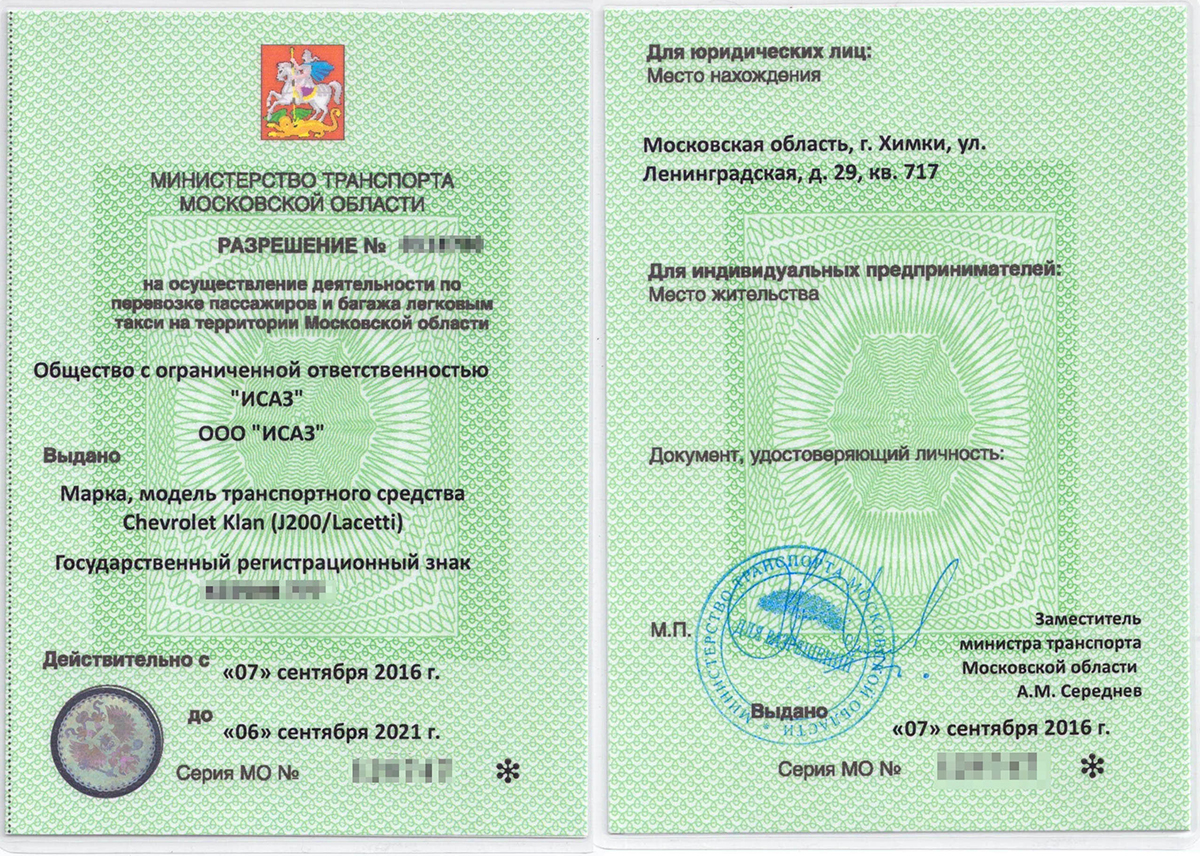 МИНИСТЕРСТВО ТРАНСПОРТА
МОСКОВСКОЙ ОБЛАСТИ
РАЗРЕШЕНИЕ №
на осуществление деятельности по
перевозке пассажиров и багажа легковым
такси на территории Московской области
Общество с ограниченной ответственностью
"ИСАЗ"
ООО "ИСАЗ"
Выдано
Марка, модель транспортного средства
Chevrolet Klan (J200/Lacetti)
Государственный регистрационный знак
Действительно с «07» сентября 2016 г.
до «06» сентября 2021 г.
Серия МО №
Для юридических лиц:
Место нахождения
Московская область, г. Химки, ул.
Ленинградская, д. 29, кв. 717
Для индивидуальных предпринимателей:
Место жительства
Документ, удостоверяющий личность:
МИНИСТЕРСТВО ТРАНСПОРТА МОСКОВСКОЙ ОБЛАСТИ
ДЛЯ РАЗРЕШЕНИЙ
М.П.
Заместитель
министра транспорта
Московской области
А.М. Середнев
Выдано «07» сентября 2016 г.
Серия МО №